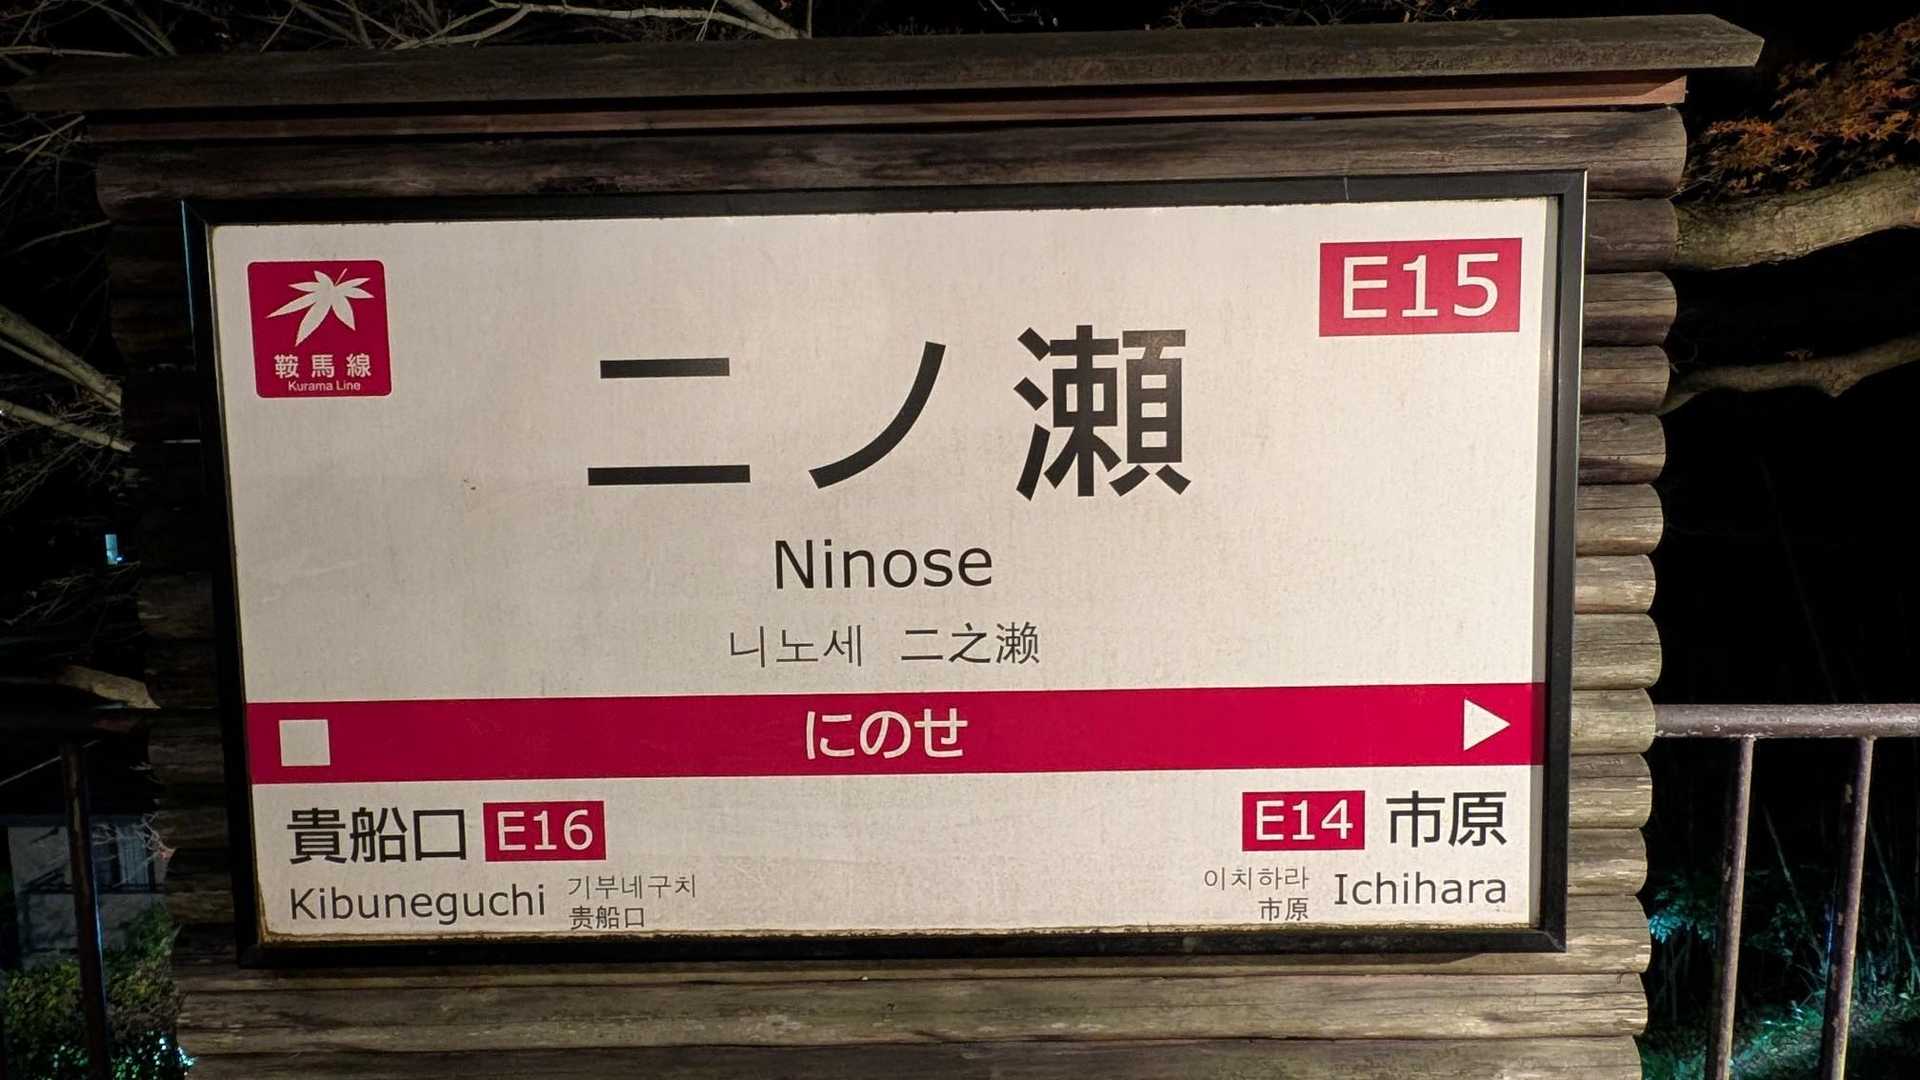 鞍馬線
Kurama Line
E15
二ノ瀬
Ninose
니노세 二之濑
にのせ
貴船口 E16
Kibuneguchi 기부네구치
贵船口
E14 市原
이치하라 Ichihara
市原